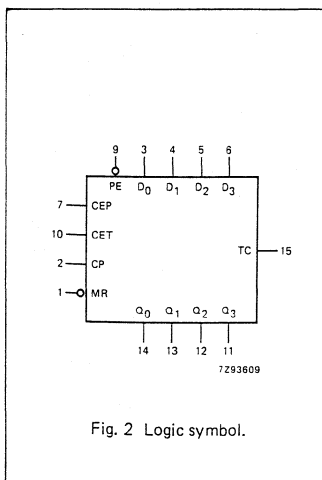 9 3 4 5 6
PE D0 D1 D2 D3
7 CEP
10 CET
TC 15
2 CP
1 MR
Q0 Q1 Q2 Q3
14 13 12 11
7Z93609
Fig. 2 Logic symbol.